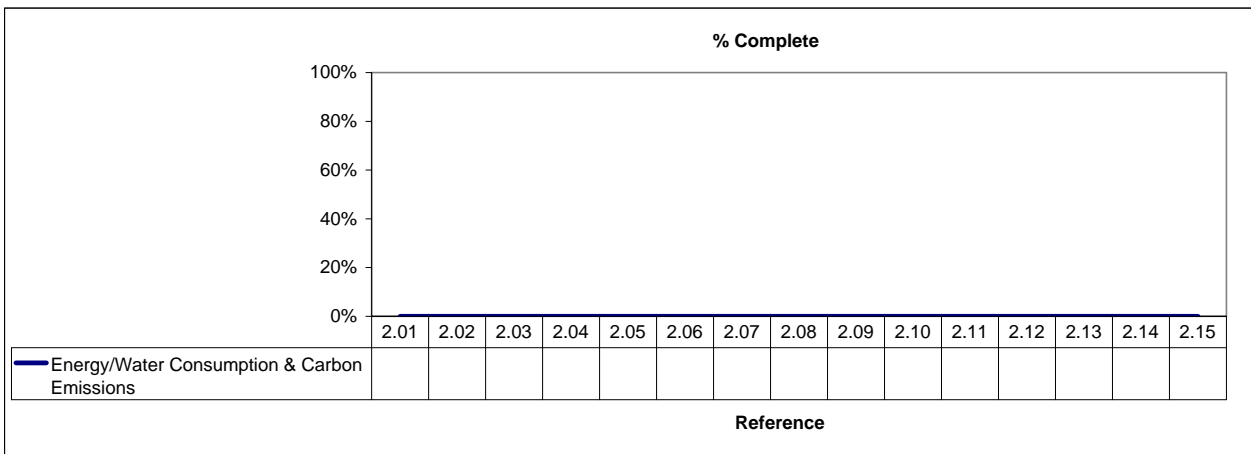 % Complete
100%
80%
60%
40%
20%
0%
2.01 2.02 2.03 2.04 2.05 2.06 2.07 2.08 2.09 2.10 2.11 2.12 2.13 2.14 2.15
Energy/Water Consumption & Carbon
Emissions
Reference